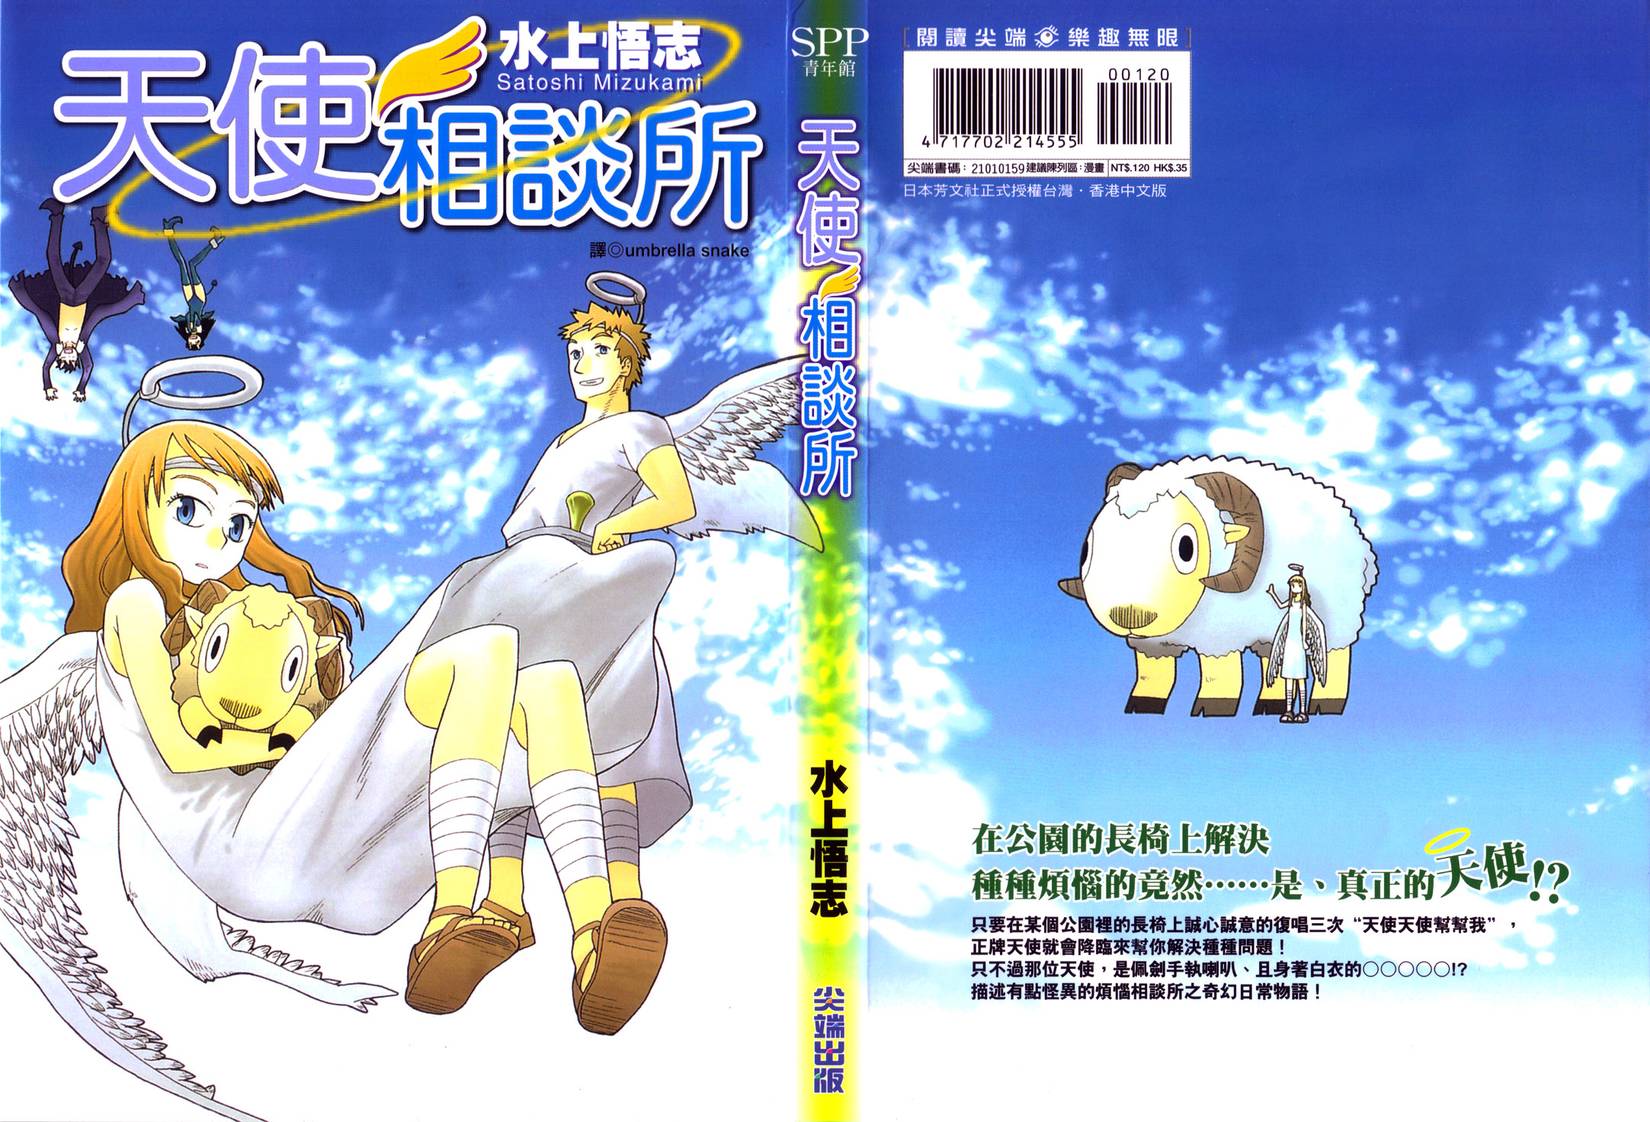 天使相談所
水上悟志
Satoshi Mizukami
譯◎umbrella snake
SPP
青年館
天使相談所
水上悟志
尖端出版
閱讀尖端 樂趣無限
00120
4 717702 214555
尖端書碼：21010159 建議陳列區：漫畫 NT$.120 HK$.35
日本芳文社正式授權台灣・香港中文版
在公園的長椅上解決
種種煩惱的竟然……是、真正的天使!?
只要在某個公園裡的長椅上誠心誠意的復唱三次“天使天使幫幫我”，
正牌天使就會降臨來幫你解決種種問題！
只不過那位天使，是佩劍手執喇叭、且身著白衣的○○○○○!?
描述有點怪異的煩惱相談所之奇幻日常物語！